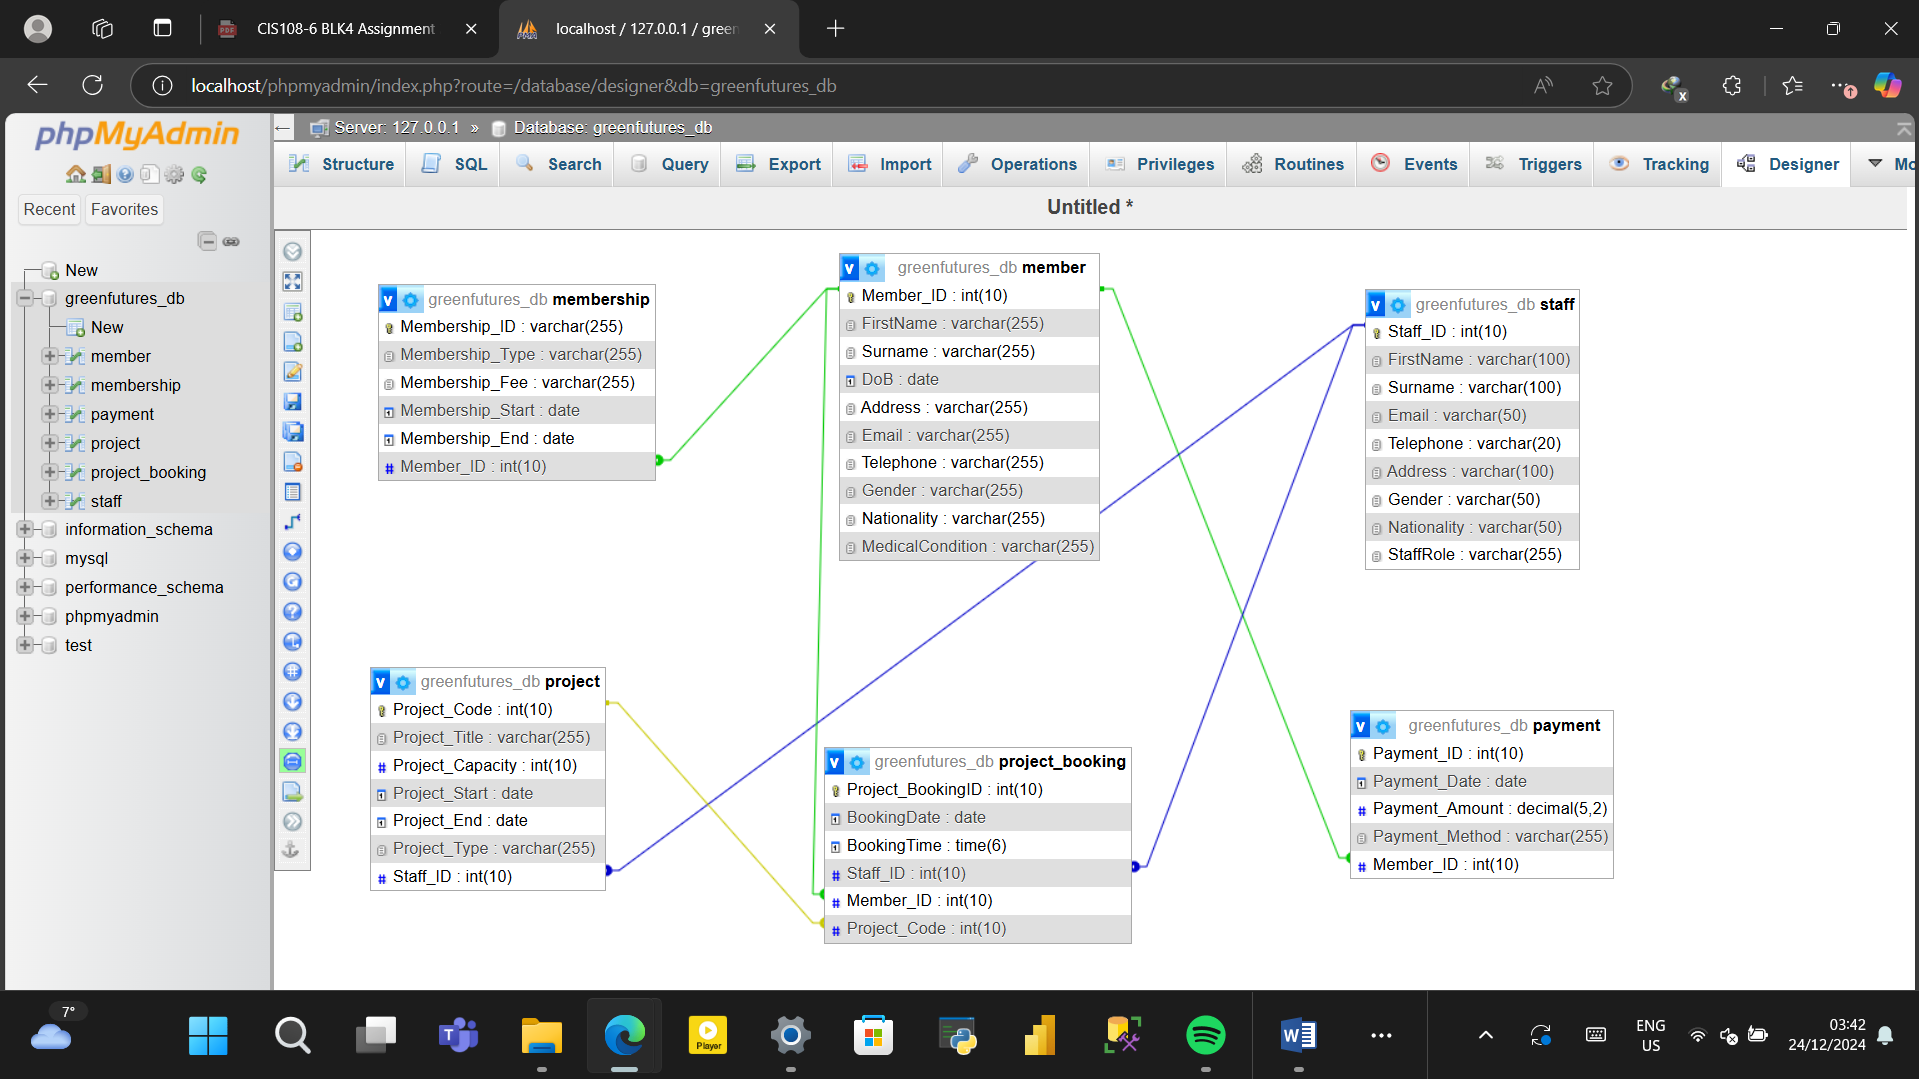 CIS108-6 BLK4 Assignment
localhost / 127.0.0.1 / green
localhost/phpmyadmin/index.php?route=/database/designer&db=greenfutures_db
phpMyAdmin
Server: 127.0.0.1 » Database: greenfutures_db
Structure SQL Search Query Export Import Operations Privileges Routines Events Triggers Tracking Designer Mo
Recent Favorites
Untitled *
New
greenfutures_db
New
member
membership
payment
project
project_booking
staff
information_schema
mysql
performance_schema
phpmyadmin
test
v greenfutures_db membership
Membership_ID : varchar(255)
Membership_Type : varchar(255)
Membership_Fee : varchar(255)
Membership_Start : date
Membership_End : date
# Member_ID : int(10)
v greenfutures_db member
Member_ID : int(10)
FirstName : varchar(255)
Surname : varchar(255)
DoB : date
Address : varchar(255)
Email : varchar(255)
Telephone : varchar(255)
Gender : varchar(255)
Nationality : varchar(255)
MedicalCondition : varchar(255)
v greenfutures_db staff
Staff_ID : int(10)
FirstName : varchar(100)
Surname : varchar(100)
Email : varchar(50)
Telephone : varchar(20)
Address : varchar(100)
Gender : varchar(50)
Nationality : varchar(50)
StaffRole : varchar(255)
v greenfutures_db project
Project_Code : int(10)
Project_Title : varchar(255)
# Project_Capacity : int(10)
Project_Start : date
Project_End : date
Project_Type : varchar(255)
# Staff_ID : int(10)
v greenfutures_db project_booking
Project_BookingID : int(10)
BookingDate : date
BookingTime : time(6)
# Staff_ID : int(10)
# Member_ID : int(10)
# Project_Code : int(10)
v greenfutures_db payment
Payment_ID : int(10)
Payment_Date : date
# Payment_Amount : decimal(5,2)
Payment_Method : varchar(255)
# Member_ID : int(10)
7°
Player
ENG
US
03:42
24/12/2024